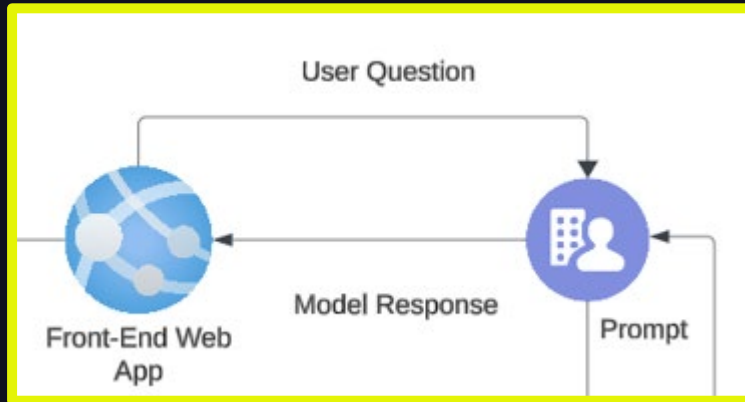 User Question
Model Response
Front-End Web
App
Prompt